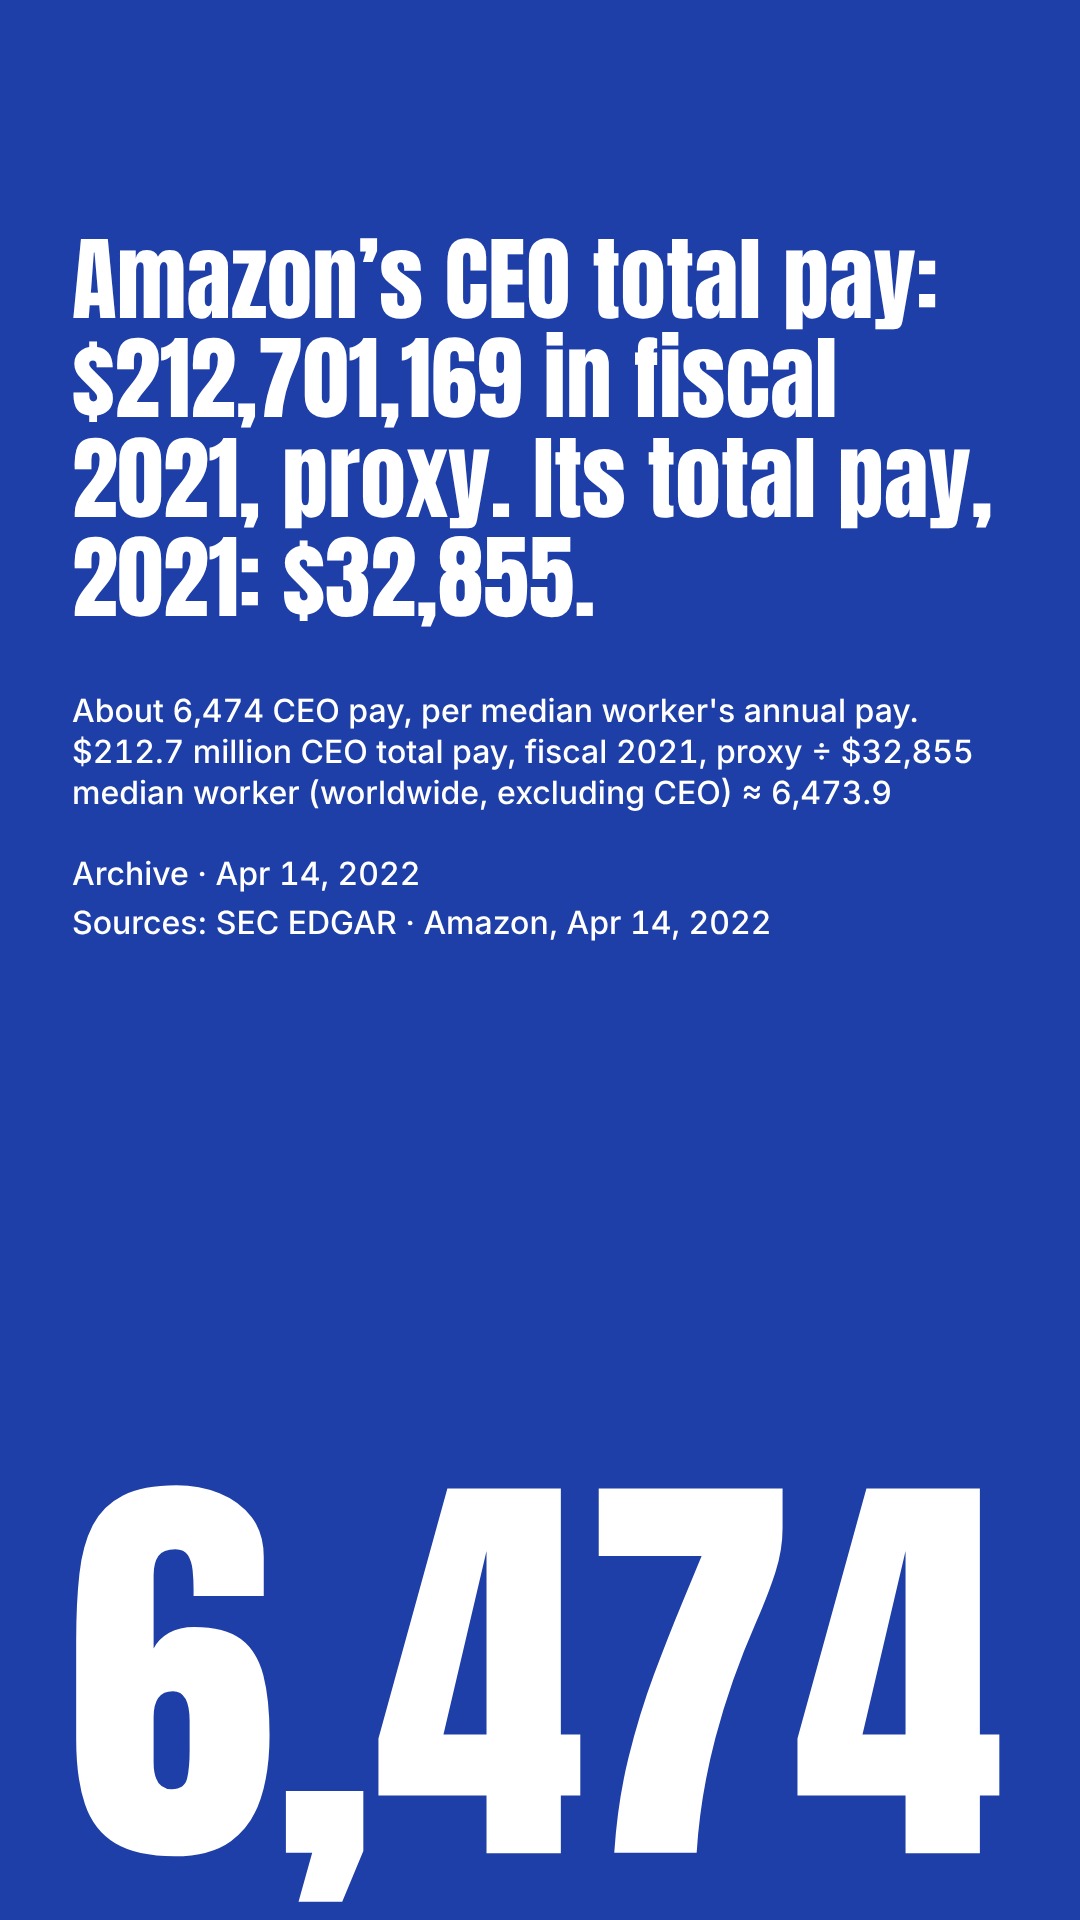 Amazon’s CEO total pay:
$212,701,169 in fiscal
2021, proxy. Its total pay,
2021: $32,855.
About 6,474 CEO pay, per median worker's annual pay.
$212.7 million CEO total pay, fiscal 2021, proxy ÷ $32,855
median worker (worldwide, excluding CEO) ≈ 6,473.9
Archive · Apr 14, 2022
Sources: SEC EDGAR · Amazon, Apr 14, 2022
6,474